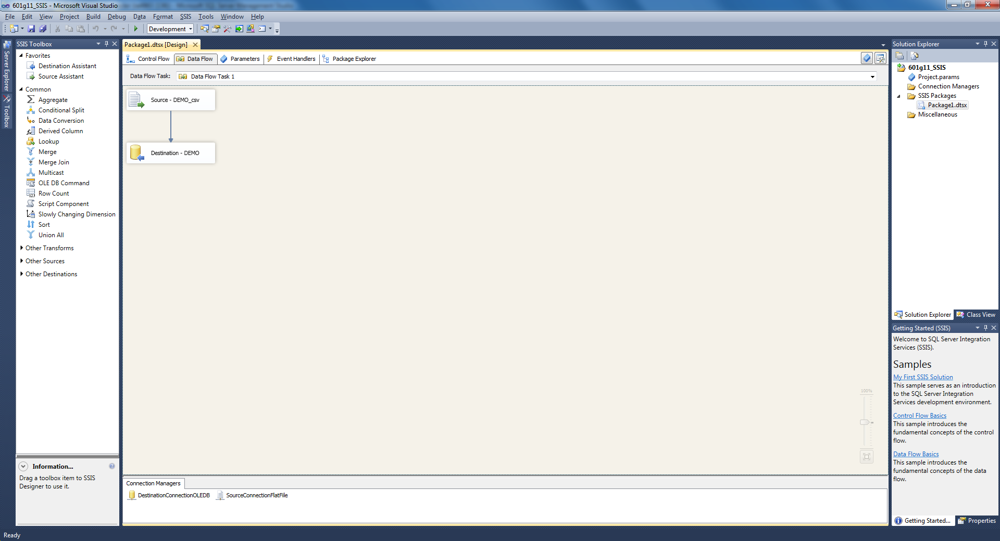 601g11_SSIS - Microsoft Visual Studio
File Edit View Project Build Debug Data Format SSIS Tools Window Help
Development
Server Explorer
Toolbox
SSIS Toolbox
Favorites
Destination Assistant
Source Assistant
Common
Aggregate
Conditional Split
Data Conversion
Derived Column
Lookup
Merge
Merge Join
Multicast
OLE DB Command
Row Count
Script Component
Slowly Changing Dimension
Sort
Union All
Other Transforms
Other Sources
Other Destinations
Information...
Drag a toolbox item to SSIS
Designer to use it.
Package1.dtsx [Design]
Control Flow Data Flow Parameters Event Handlers Package Explorer
Data Flow Task: Data Flow Task 1
Source - DEMO_csv
Destination - DEMO
100%
Connection Managers
DestinationConnectionOLEDB SourceConnectionFlatFile
Solution Explorer
601g11_SSIS
Project.params
Connection Managers
SSIS Packages
Package1.dtsx
Miscellaneous
Solution Explorer Class View
Getting Started (SSIS)
Welcome to SQL Server Integration
Services (SSIS).
Samples
My First SSIS Solution
This sample serves as an introduction
to the SQL Server Integration
Services development environment.
Control Flow Basics
This sample introduces the
fundamental concepts of the control
flow.
Data Flow Basics
This sample introduces the
fundamental concepts of the data
flow.
Getting Started... Properties
Ready